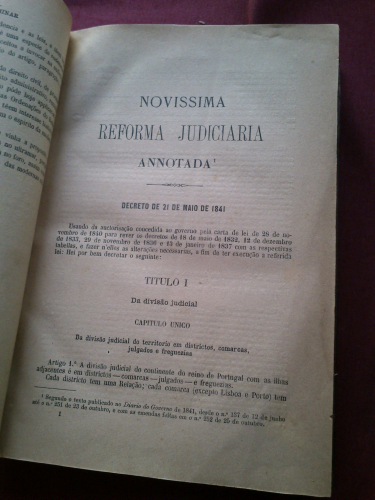 NOVISSIMA
REFORMA JUDICIARIA
ANNOTADA¹
DECRETO DE 21 DE MAIO DE 1841
Usando da auctorisação concedida ao governo pela carta de lei de 28 de no-
vembro de 1840 para rever os decretos de 16 de maio de 1832, 12 de dezembro
de 1833, 29 de novembro de 1836 e 13 de janeiro de 1837 com as respectivas
tabellas, e fazer n'elles as alterações necessarias, a fim de ter execução a referida
lei: Hei por bem decretar o seguinte:
TITULO I
Da divisão judicial
CAPITULO UNICO
Da divisão judicial do territorio em districtos, comarcas,
julgados e freguezias
Artigo 1.º A divisão judicial do continente do reino de Portugal com as ilhas
adjacentes é em districtos—comarcas—julgados—e freguezias.
Cada districto tem uma Relação; cada comarca (excepto Lisboa e Porto) tem
¹ Segundo o texto publicado no Diario do Governo de 1841, desde o n.º 137 de 12 de junho
até n.º 251 de 23 de outubro, e com as emendas feitas em o n.º 252 de 25 de outubro.
1